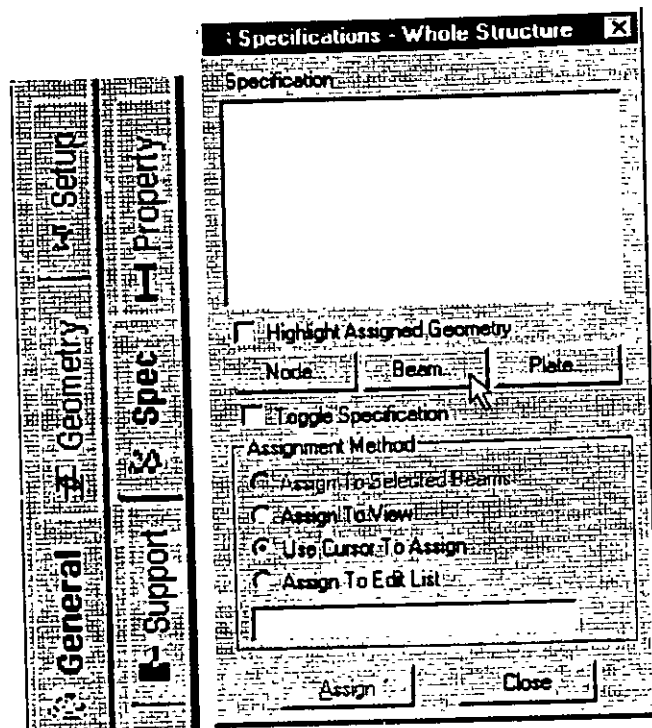 Setup
Geometry
General
Property
Spec
Support
Specifications - Whole Structure
Specification
Highlight Assigned Geometry
Node... Beam... Plate...
Toggle Specification
Assignment Method
Assign To Selected Beams
Assign To View
Use Cursor To Assign
Assign To Edit List
Assign Close